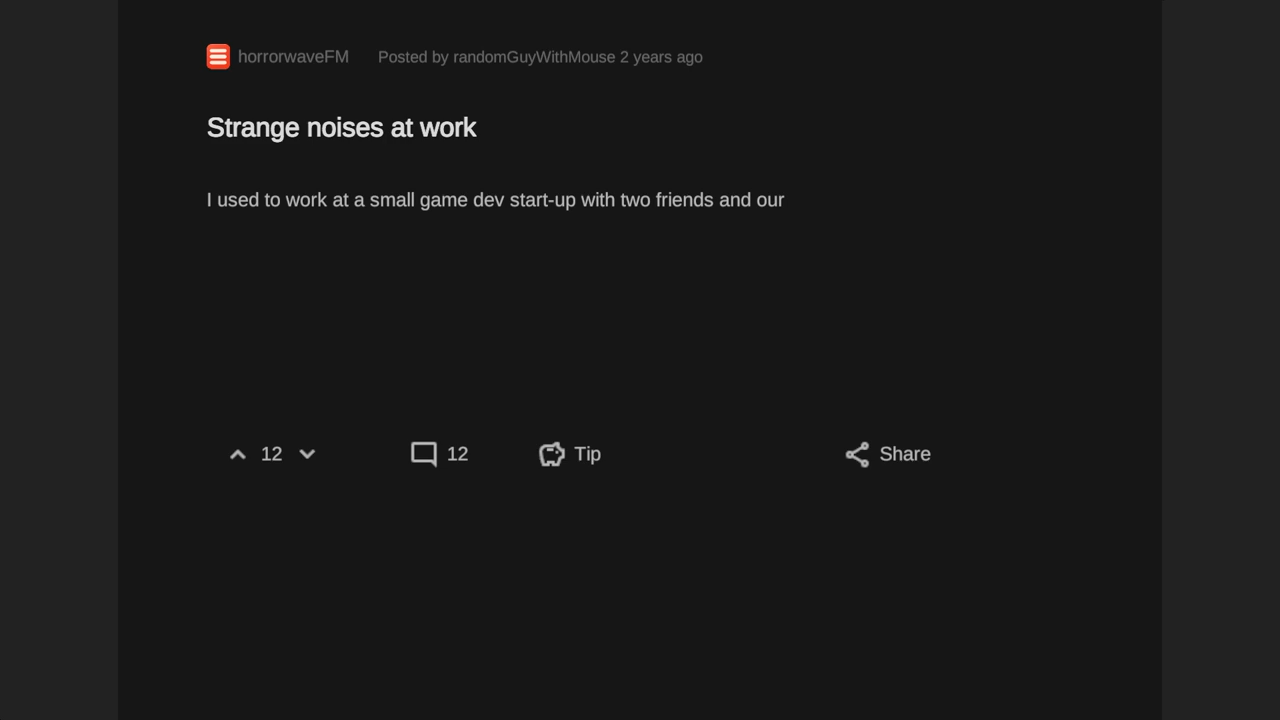 horrorwaveFM Posted by randomGuyWithMouse 2 years ago
Strange noises at work
I used to work at a small game dev start-up with two friends and our
12 12 Tip Share